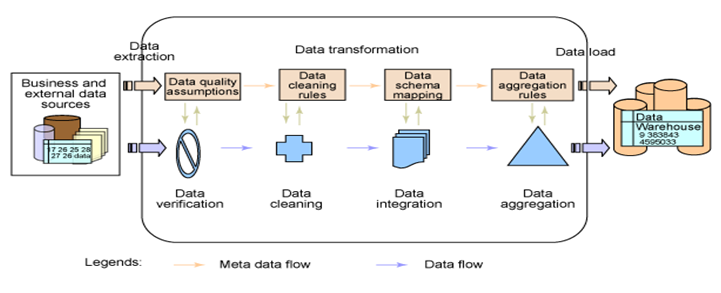 Data
extraction
Data transformation
Data load
Business and
external data
sources
17 26 25 28
27 26 data
Data quality
assumptions
Data
cleaning
rules
Data
schema
mapping
Data
aggregation
rules
Data
Warehouse
9 383843
4595033
Data
verification
Data
cleaning
Data
integration
Data
aggregation
Legends:
Meta data flow
Data flow